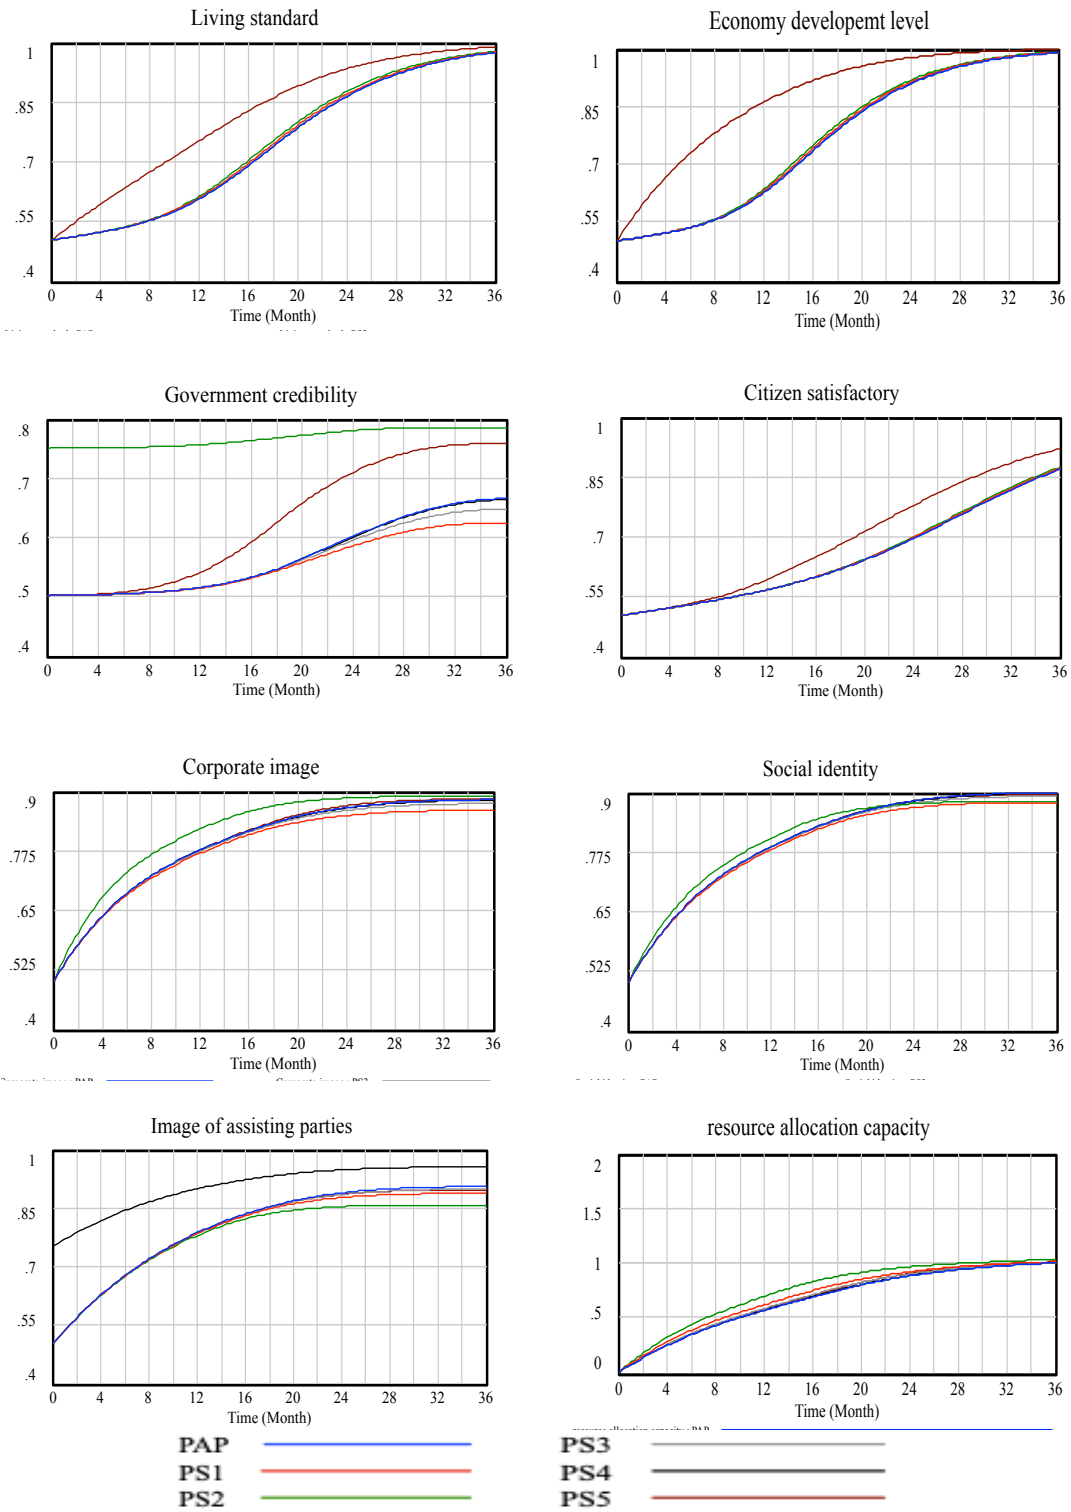 Living standard
1
.85
.7
.55
.4
0 4 8 12 16 20 24 28 32 36
Time (Month)
Economy developemt level
1
.85
.7
.55
.4
0 4 8 12 16 20 24 28 32 36
Time (Month)
Government credibility
.8
.7
.6
.5
.4
0 4 8 12 16 20 24 28 32 36
Time (Month)
Citizen satisfactory
1
.85
.7
.55
.4
0 4 8 12 16 20 24 28 32 36
Time (Month)
Corporate image
.9
.775
.65
.525
.4
0 4 8 12 16 20 24 28 32 36
Time (Month)
Social identity
.9
.775
.65
.525
.4
0 4 8 12 16 20 24 28 32 36
Time (Month)
Image of assisting parties
1
.85
.7
.55
.4
0 4 8 12 16 20 24 28 32 36
Time (Month)
resource allocation capacity
2
1.5
1
.5
0
0 4 8 12 16 20 24 28 32 36
Time (Month)
PAP PS3
PS1 PS4
PS2 PS5